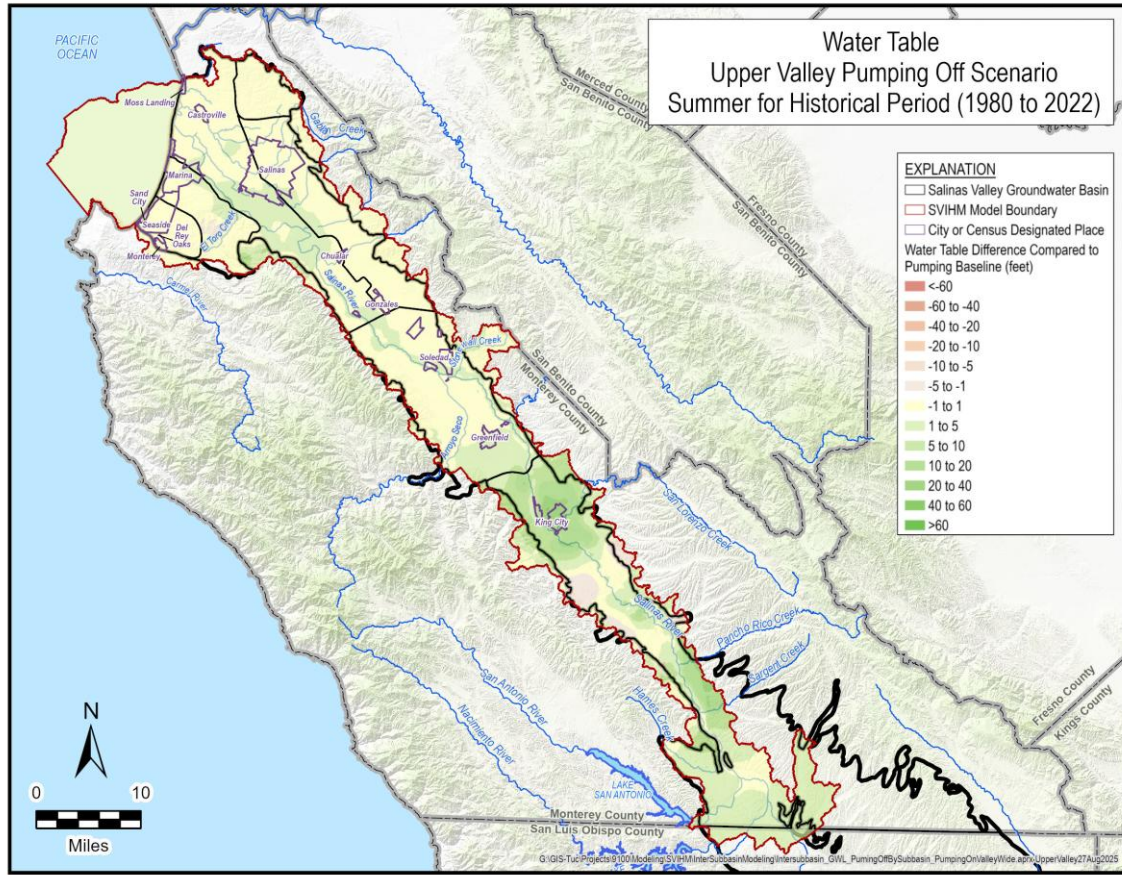 Water Table
Upper Valley Pumping Off Scenario
Summer for Historical Period (1980 to 2022)
PACIFIC
OCEAN
Merced County
San Benito County
Fresno County
San Benito County
EXPLANATION
Salinas Valley Groundwater Basin
SVIHM Model Boundary
City or Census Designated Place
Water Table Difference Compared to
Pumping Baseline (feet)
<-60
-60 to -40
-40 to -20
-20 to -10
-10 to -5
-5 to -1
-1 to 1
1 to 5
5 to 10
10 to 20
20 to 40
40 to 60
>60
Moss Landing
Castroville
Gabilan Creek
Salinas
Marina
Sand
City
Seaside
Del
Rey
Oaks
Monterey
El Toro Creek
Chualar
Salinas River
Gonzales
Carmel River
Soledad
San Benito County
Monterey County
Arroyo Seco
Greenfield
King City
San Lorenzo Creek
Salinas River
Pancho Rico Creek
Sargent Creek
Hames Creek
San Antonio River
Nacimiento River
LAKE
SAN ANTONIO
Fresno County
Kings County
Monterey County
San Luis Obispo County
N
0 10
Miles